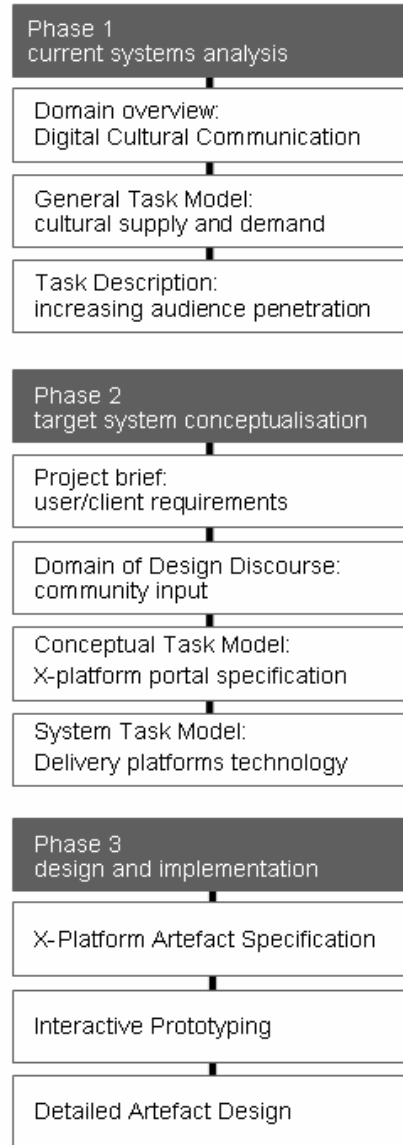 Phase 1
current systems analysis
Domain overview:
Digital Cultural Communication
General Task Model:
cultural supply and demand
Task Description:
increasing audience penetration
Phase 2
target system conceptualisation
Project brief:
user/client requirements
Domain of Design Discourse:
community input
Conceptual Task Model:
X-platform portal specification
System Task Model:
Delivery platforms technology
Phase 3
design and implementation
X-Platform Artefact Specification
Interactive Prototyping
Detailed Artefact Design